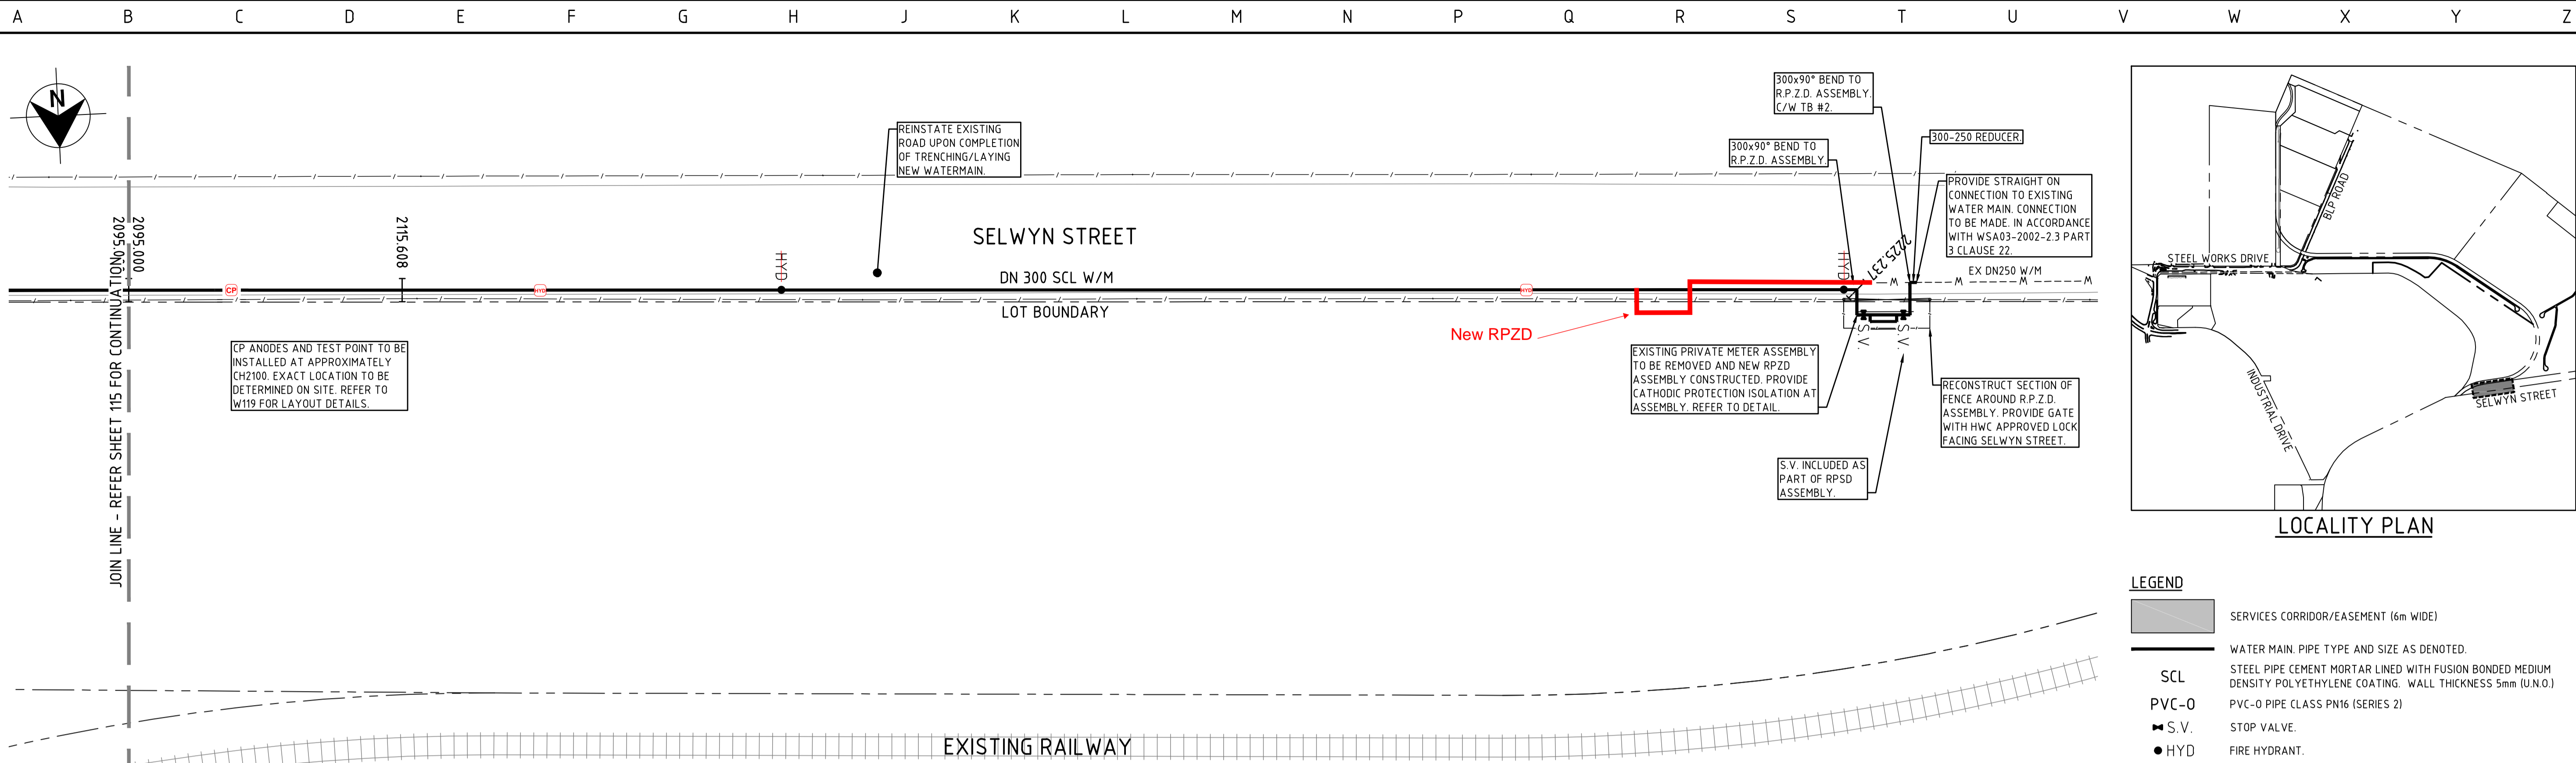 A B C D E F G H J K L M N P Q R S T U V W X Y Z
N
REINSTATE EXISTING
ROAD UPON COMPLETION
OF TRENCHING/LAYING
NEW WATERMAIN.
300x90° BEND TO
R.P.Z.D. ASSEMBLY.
C/W TB #2.
300x90° BEND TO
R.P.Z.D. ASSEMBLY.
300-250 REDUCER.
PROVIDE STRAIGHT ON
CONNECTION TO EXISTING
WATER MAIN. CONNECTION
TO BE MADE. IN ACCORDANCE
WITH WSA03-2002-2.3 PART
3 CLAUSE 22.
SELWYN STREET
2095.000
2115.608
HYD
HYD
2225.237
DN 300 SCL W/M
EX DN250 W/M
M M M M
CP
HYD
HYD
LOT BOUNDARY
New RPZD
S.V.
S.V.
CP ANODES AND TEST POINT TO BE
INSTALLED AT APPROXIMATELY
CH2100. EXACT LOCATION TO BE
DETERMINED ON SITE. REFER TO
W119 FOR LAYOUT DETAILS.
EXISTING PRIVATE METER ASSEMBLY
TO BE REMOVED AND NEW RPZD
ASSEMBLY CONSTRUCTED. PROVIDE
CATHODIC PROTECTION ISOLATION AT
ASSEMBLY. REFER TO DETAIL.
RECONSTRUCT SECTION OF
FENCE AROUND R.P.Z.D.
ASSEMBLY. PROVIDE GATE
WITH HWC APPROVED LOCK
FACING SELWYN STREET.
S.V. INCLUDED AS
PART OF RPSD
ASSEMBLY.
JOIN LINE - REFER SHEET 115 FOR CONTINUATION
EXISTING RAILWAY
BLP ROAD
STEEL WORKS DRIVE
INDUSTRIAL DRIVE
SELWYN STREET
LOCALITY PLAN
LEGEND
SERVICES CORRIDOR/EASEMENT (6m WIDE)
WATER MAIN. PIPE TYPE AND SIZE AS DENOTED.
SCL STEEL PIPE CEMENT MORTAR LINED WITH FUSION BONDED MEDIUM
DENSITY POLYETHYLENE COATING. WALL THICKNESS 5mm (U.N.O.)
PVC-O PVC-O PIPE CLASS PN16 (SERIES 2)
S.V. STOP VALVE.
HYD FIRE HYDRANT.